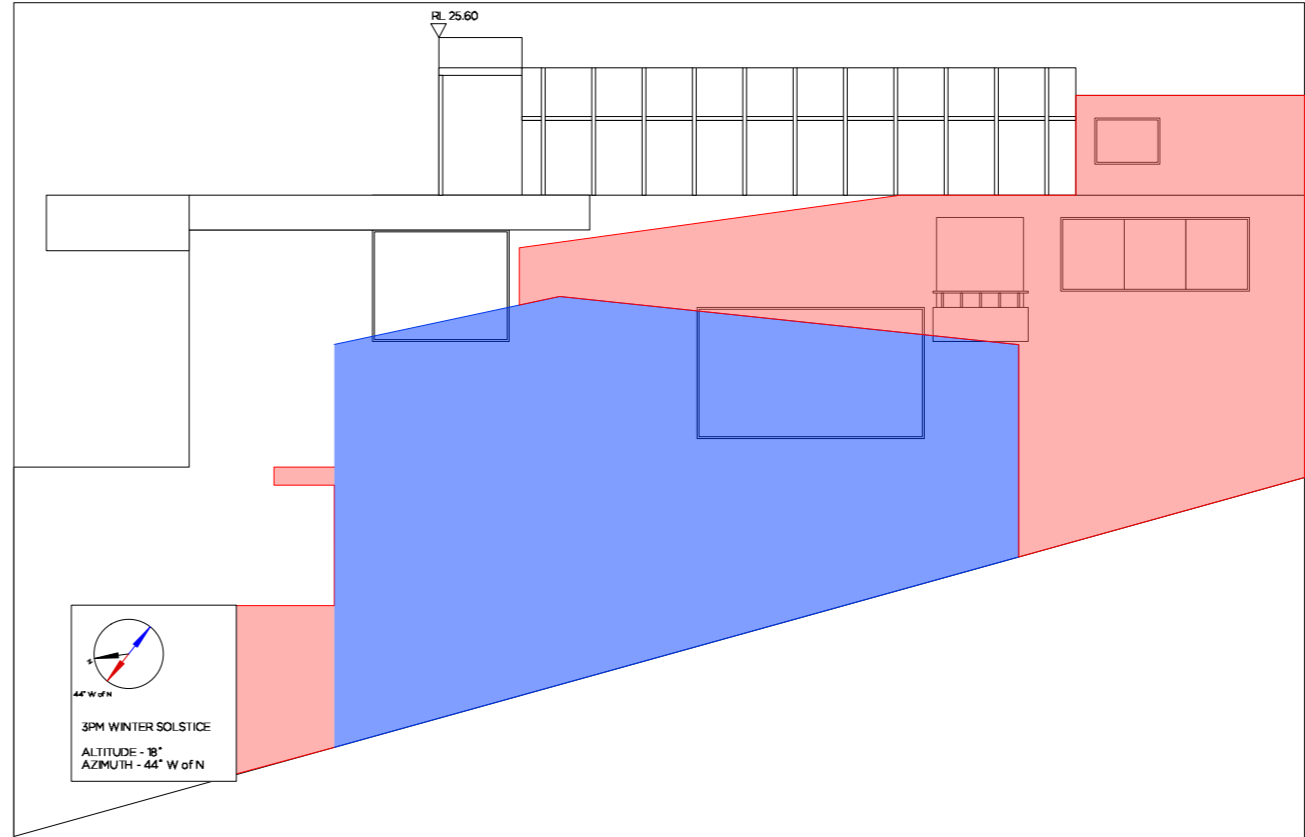 RL 25.60
N
44° W of N
3PM WINTER SOLSTICE
ALTITUDE - 18°
AZIMUTH - 44° W of N